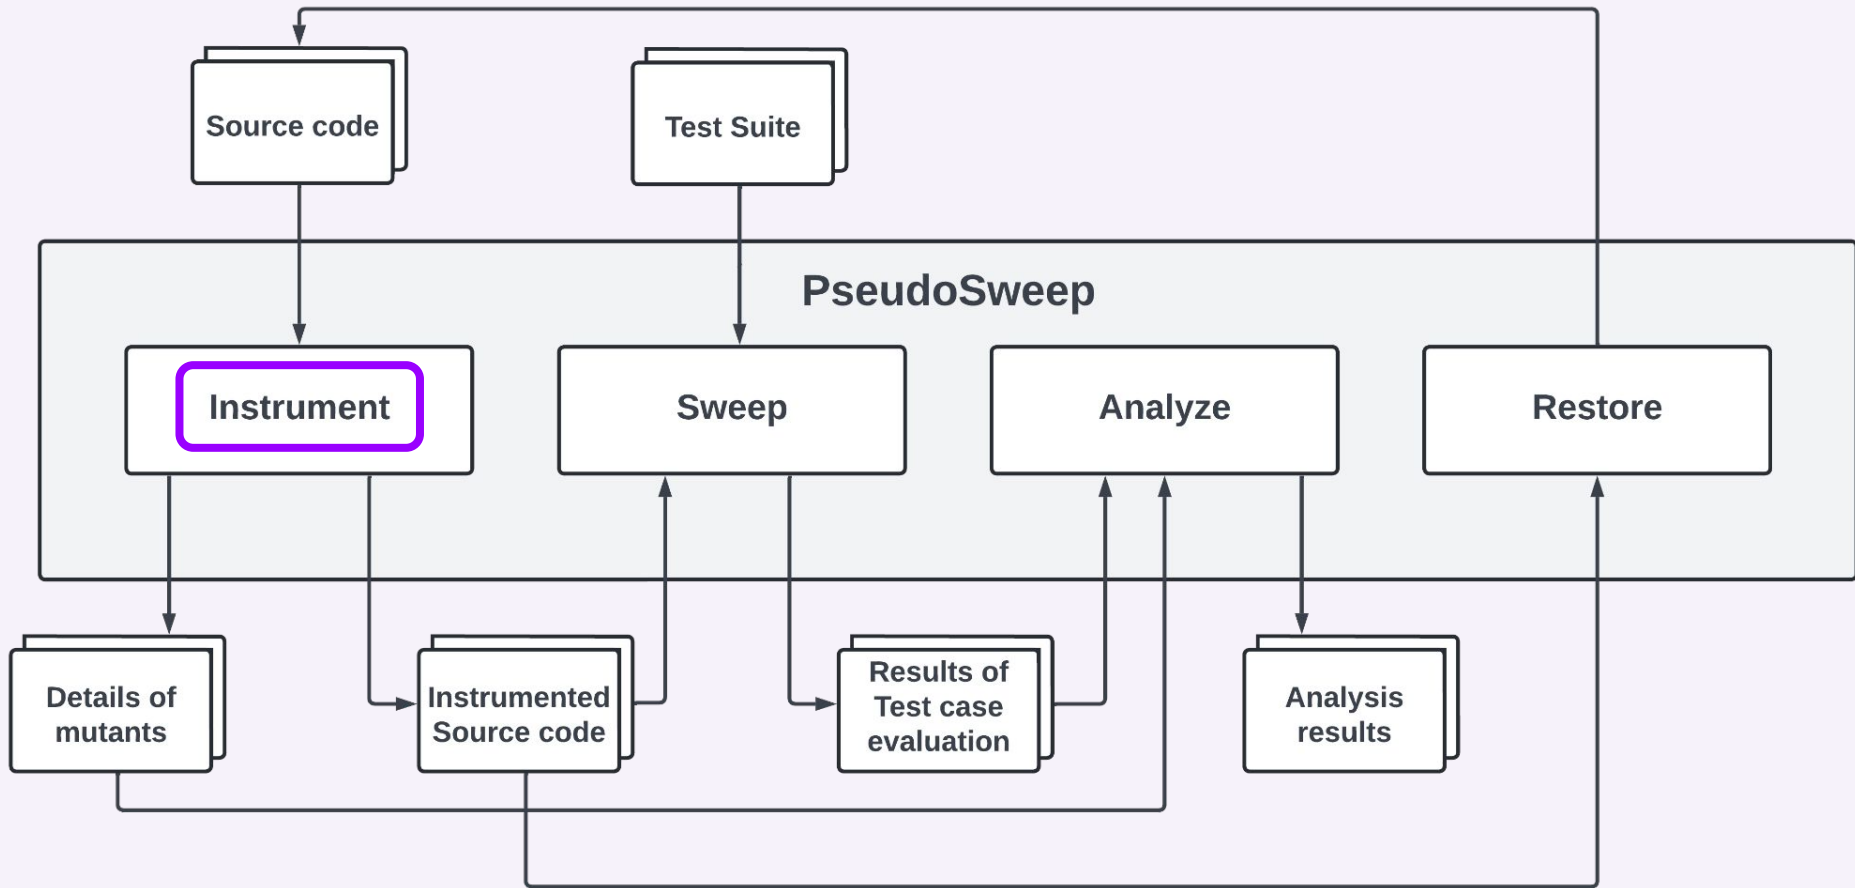 Source code
Test Suite
PseudoSweep
Instrument
Sweep
Analyze
Restore
Details of
mutants
Instrumented
Source code
Results of
Test case
evaluation
Analysis
results